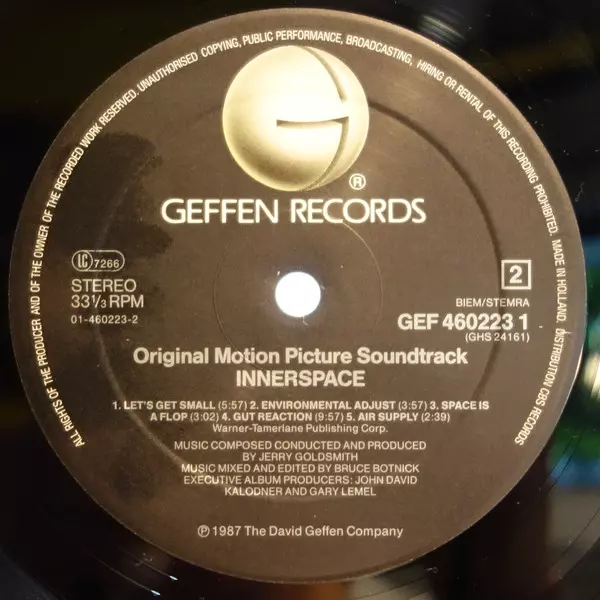 ALL RIGHTS OF THE PRODUCER AND OF THE OWNER OF THE RECORDED WORK RESERVED. UNAUTHORISED COPYING, PUBLIC PERFORMANCE, BROADCASTING, HIRING OR RENTAL OF THIS RECORDING PROHIBITED. MADE IN HOLLAND. DISTRIBUTION CBS RECORDS
G
®
GEFFEN RECORDS
LC 7266
STEREO
33⅓ RPM
01-460223-2
2
BIEM/STEMRA
GEF 460223 1
(GHS 24161)
Original Motion Picture Soundtrack
INNERSPACE
1. LET'S GET SMALL (5:57) 2. ENVIRONMENTAL ADJUST (3:57) 3. SPACE IS
A FLOP (3:02) 4. GUT REACTION (9:57) 5. AIR SUPPLY (2:39)
Warner-Tamerlane Publishing Corp.
MUSIC COMPOSED CONDUCTED AND PRODUCED
BY JERRY GOLDSMITH
MUSIC MIXED AND EDITED BY BRUCE BOTNICK
EXECUTIVE ALBUM PRODUCERS: JOHN DAVID
KALODNER AND GARY LEMEL
℗ 1987 The David Geffen Company